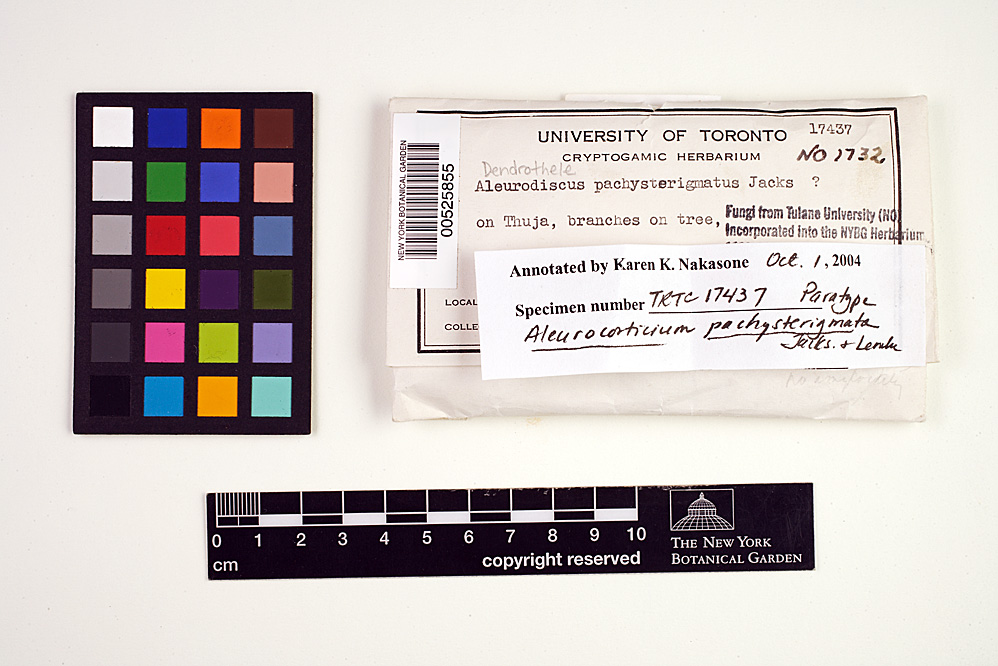 UNIVERSITY OF TORONTO
17437
CRYPTOGAMIC HERBARIUM
NO 1732
Dendrothele
Aleurodiscus pachysterigmatus Jacks ?
on Thuja, branches on tree,
Fungi from Tulane University (NO)
Incorporated into the NYBG Herbarium
NEW YORK BOTANICAL GARDEN
00525855
LOCAL
COLLE
Annotated by Karen K. Nakasone Oct. 1, 2004
Specimen number TRTC 17437 Paratype
Aleurocorticium pachysterigmata
Jacks. + Lemke
0 1 2 3 4 5 6 7 8 9 10
cm
copyright reserved
THE NEW YORK
BOTANICAL GARDEN